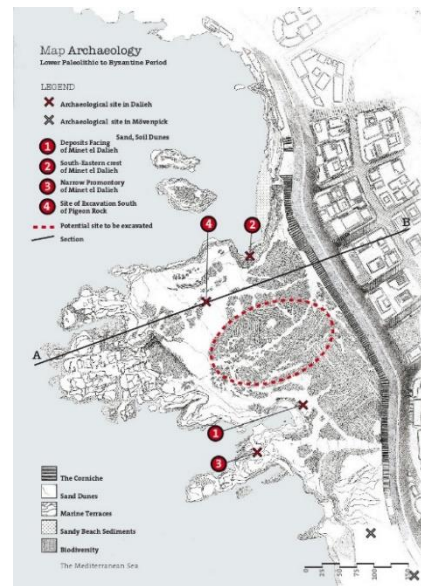 Map Archaeology
Lower Paleolithic to Byzantine Period
LEGEND
Archaeological site in Dalieh
Archaeological site in Mövenpick
Sand, Soil Dunes
1 Deposits Facing
of Minet el Dalieh
2 South-Eastern crest
of Minet el Dalieh
3 Narrow Promontory
of Minet el Dalieh
4 Site of Excavation South
of Pigeon Rock
Potential site to be excavated
Section
4
2
B
A
1
3
The Corniche
Sand Dunes
Marine Terraces
Sandy Beach Sediments
Biodiversity
The Mediterranean Sea